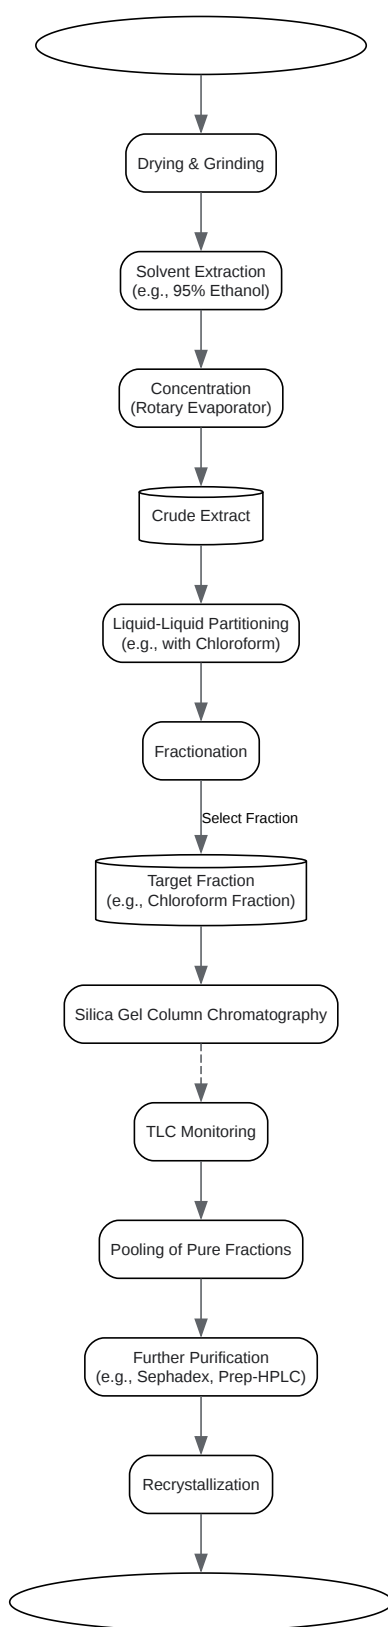 Drying & Grinding
Solvent Extraction
(e.g., 95% Ethanol)
Concentration
(Rotary Evaporator)
Crude Extract
Liquid-Liquid Partitioning
(e.g., with Chloroform)
Fractionation
Select Fraction
Target Fraction
(e.g., Chloroform Fraction)
Silica Gel Column Chromatography
TLC Monitoring
Pooling of Pure Fractions
Further Purification
(e.g., Sephadex, Prep-HPLC)
Recrystallization